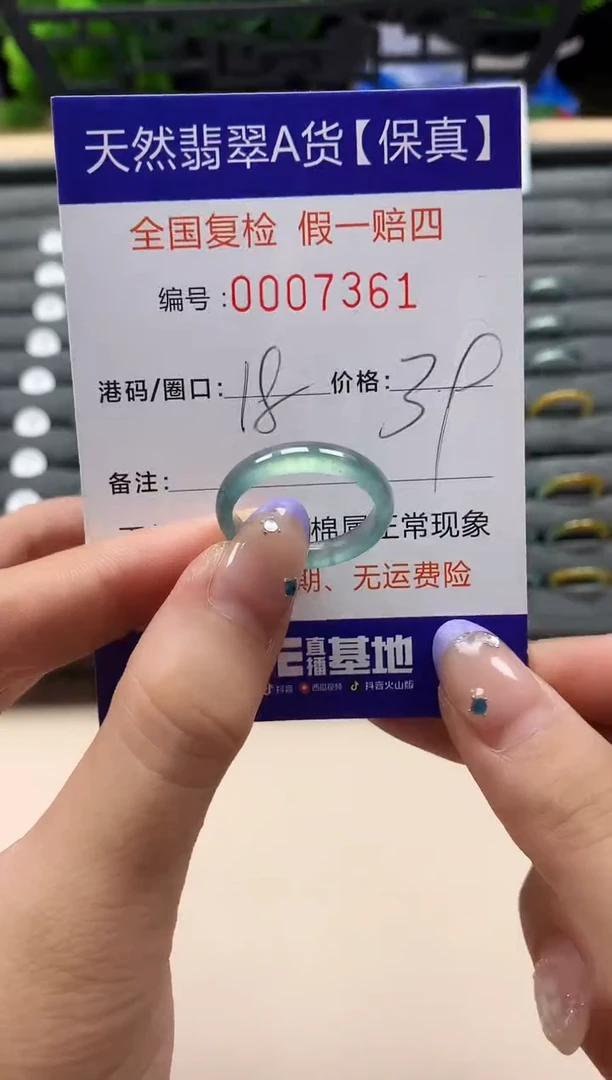 天然翡翠A货【保真】
全国复检 假一赔四
编号:0007361
港码/圈口:18 价格:39
备注:
棉属正常现象
期、无运费险
直播基地
抖音 西瓜视频 抖音火山版